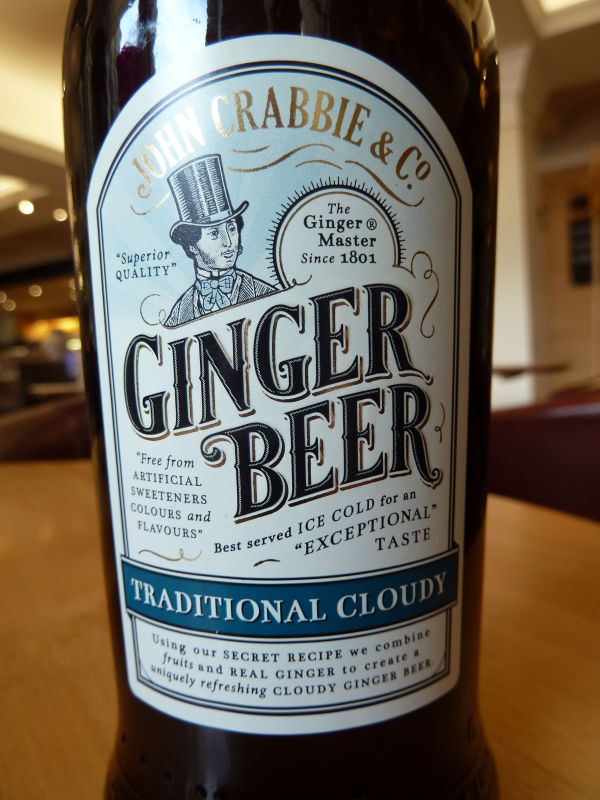 JOHN CRABBIE & Co
The
Ginger ®
Master
Since 1801
"Superior
QUALITY"
GINGER
BEER
"Free from
ARTIFICIAL
SWEETENERS
COLOURS and
FLAVOURS"
Best served ICE COLD for an
"EXCEPTIONAL"
TASTE
TRADITIONAL CLOUDY
Using our SECRET RECIPE we combine
fruits and REAL GINGER to create a
uniquely refreshing CLOUDY GINGER BEER.